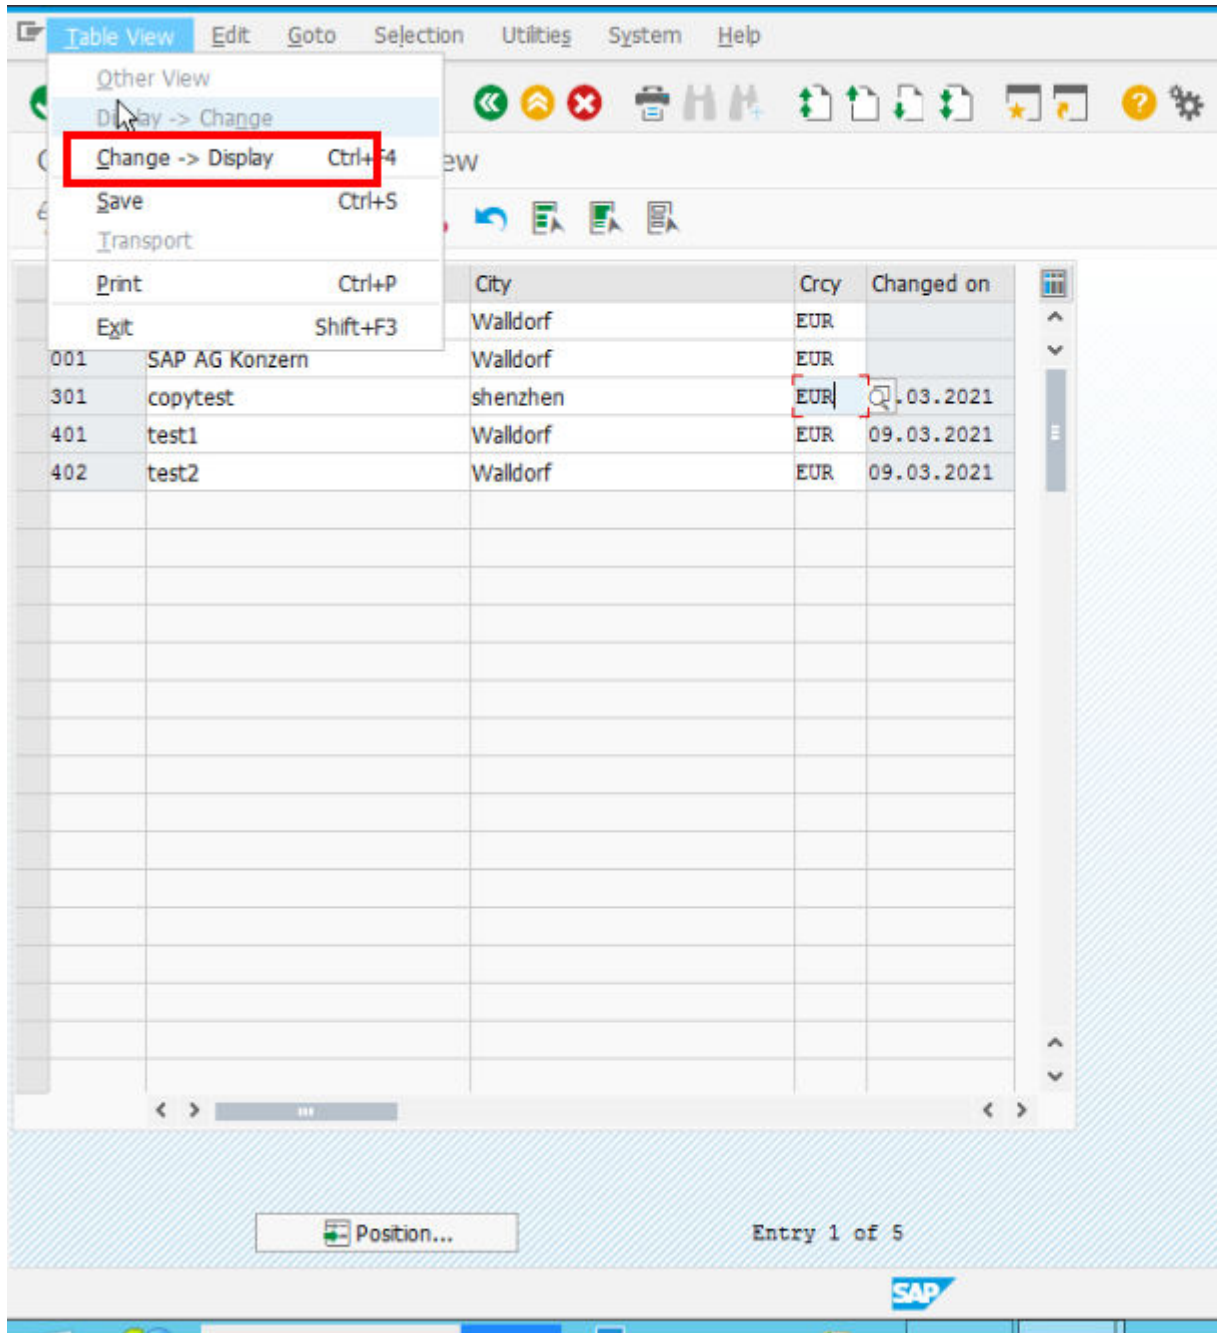 Table View Edit Goto Selection Utilities System Help
Other View
Display -> Change
Change -> Display Ctrl+F4
Save Ctrl+S
Transport
Print Ctrl+P
Exit Shift+F3
City Crcy Changed on
Walldorf EUR
001 SAP AG Konzern Walldorf EUR
301 copytest shenzhen EUR .03.2021
401 test1 Walldorf EUR 09.03.2021
402 test2 Walldorf EUR 09.03.2021
Position...
Entry 1 of 5
SAP